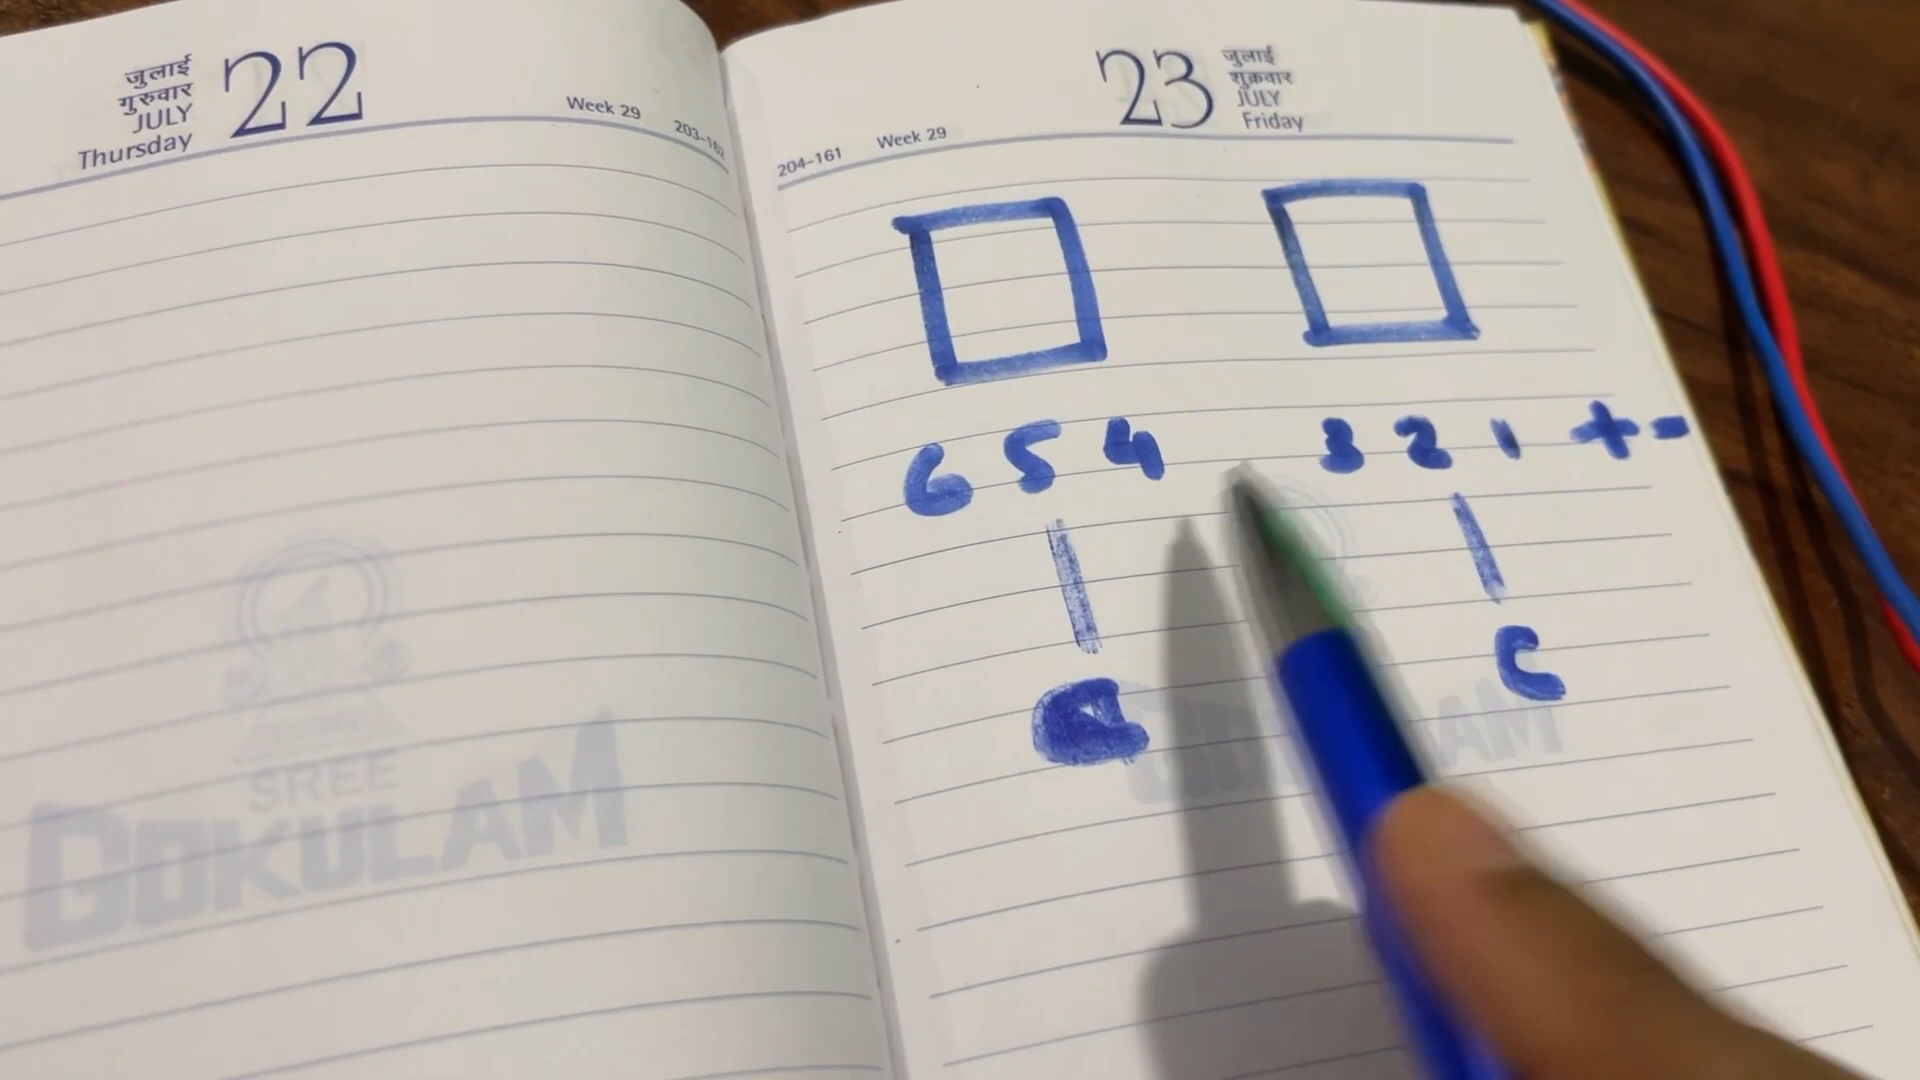 जुलाई
गुरुवार
JULY
Thursday
22
Week 29
203-162
204-161
Week 29
23
जुलाई
शुक्रवार
JULY
Friday
6 5 4 3 2 1 + -
C C
SREE
GOKULAM